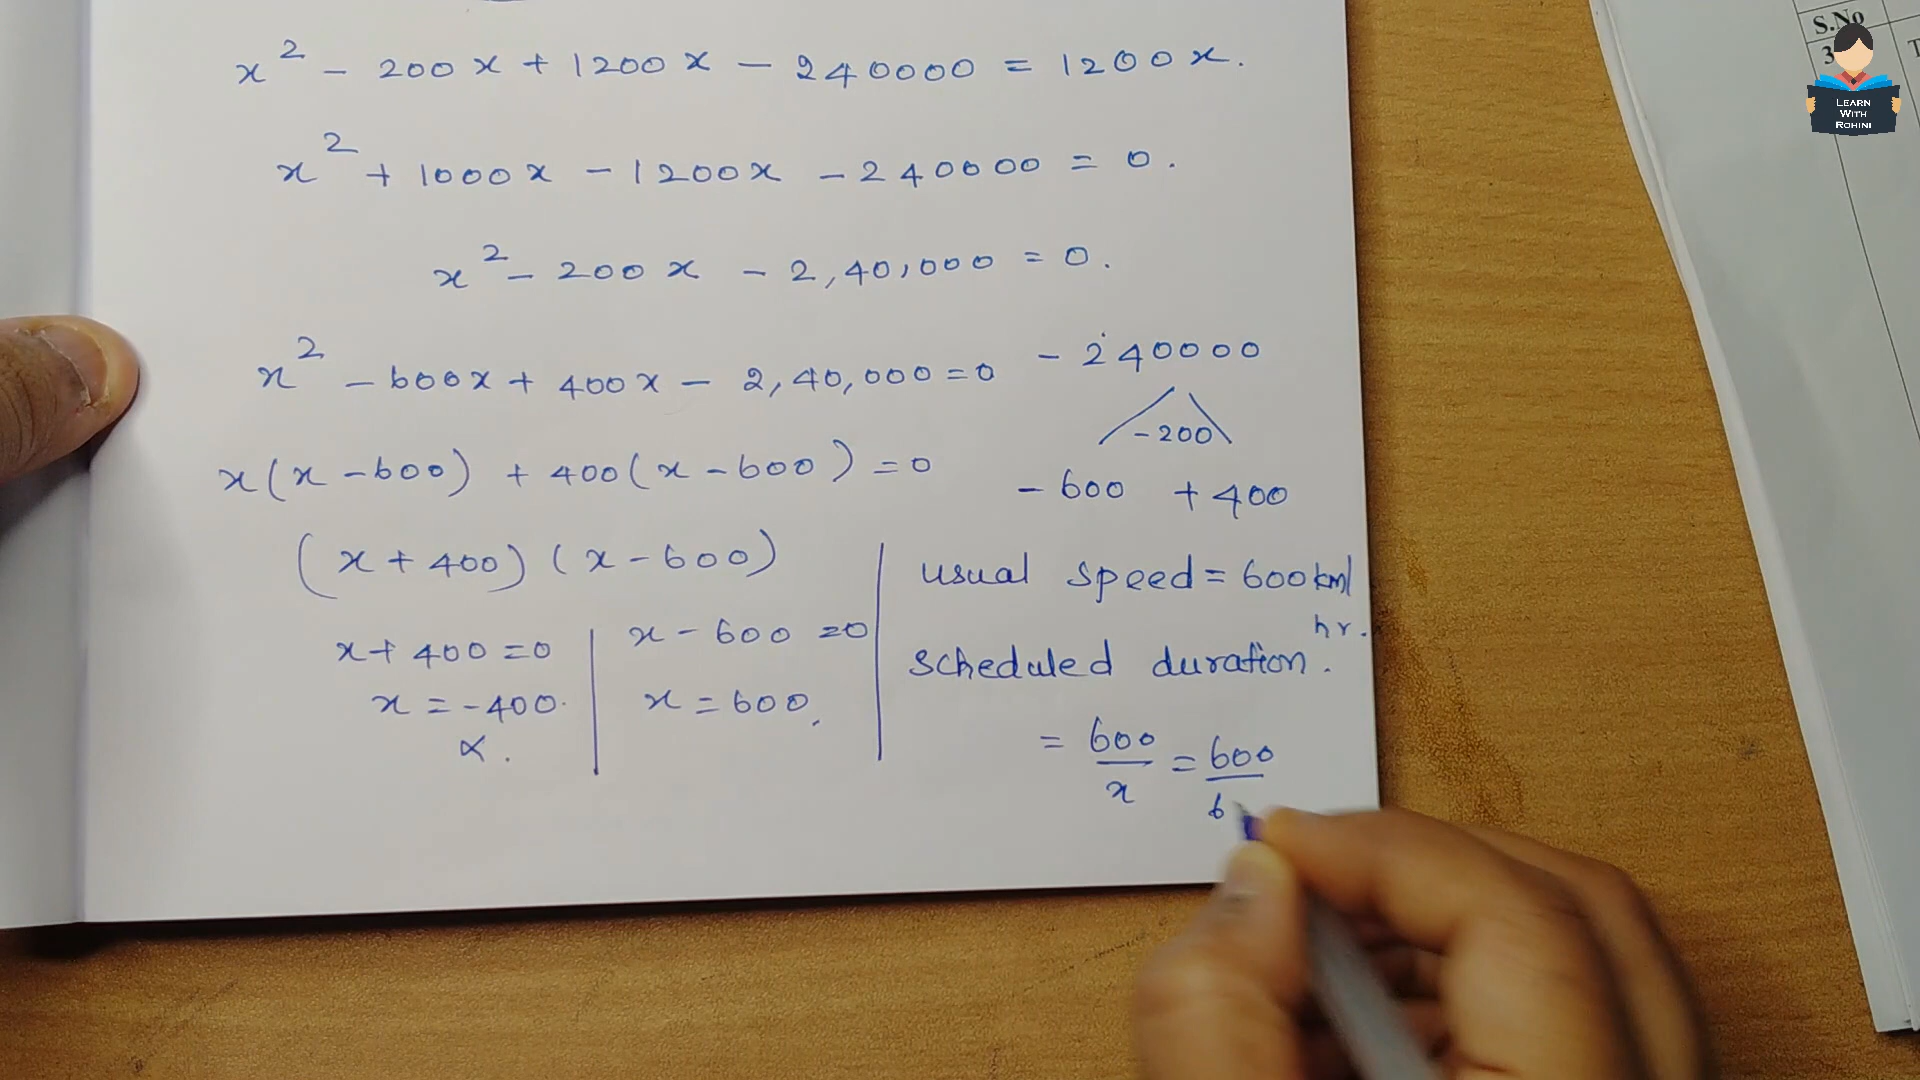 x² - 200x + 1200x - 240000 = 1200x.
x² + 1000x - 1200x - 240000 = 0.
x² - 200x - 2,40,000 = 0.
x² - 600x + 400x - 2,40,000 = 0
x(x - 600) + 400(x - 600) = 0
(x + 400)(x - 600)
x + 400 = 0
x = -400.
x - 600 = 0
x = 600.
- 240000
- 200
- 600 + 400
usual speed = 600km/
hr.
scheduled duration.
= 600/x = 600/6
S.No
3
LEARN
WITH
ROHINI